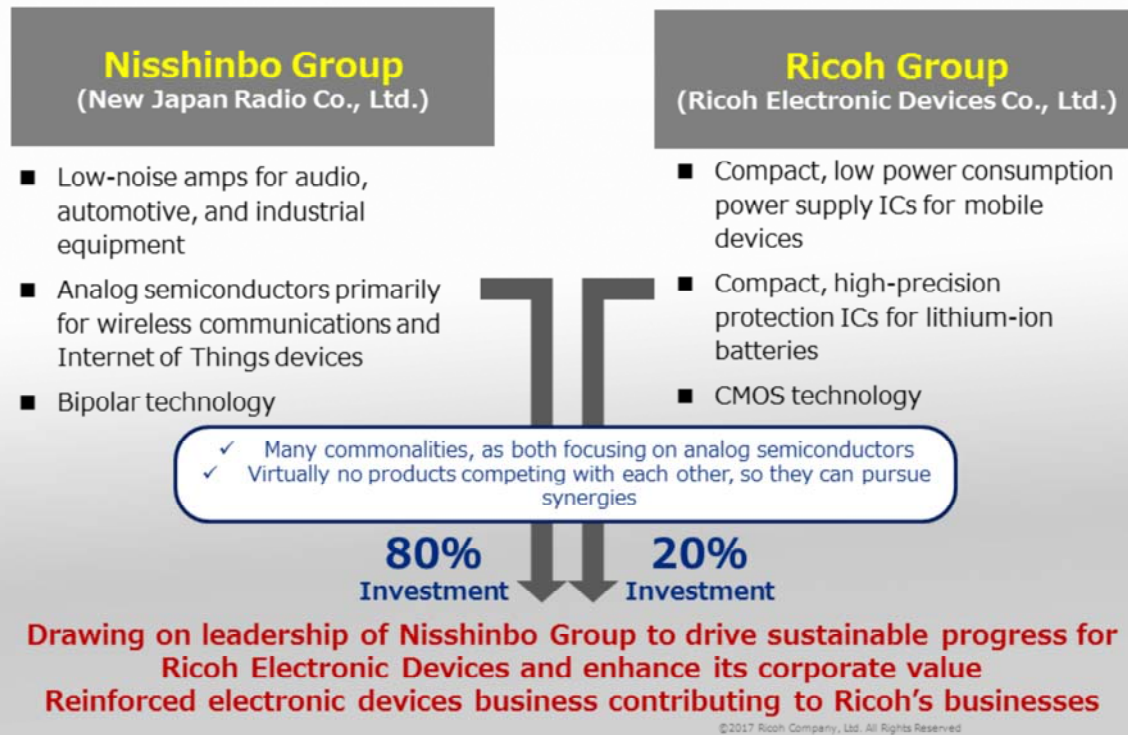 Nisshinbo Group
(New Japan Radio Co., Ltd.)
■ Low-noise amps for audio,
automotive, and industrial
equipment
■ Analog semiconductors primarily
for wireless communications and
Internet of Things devices
■ Bipolar technology
Ricoh Group
(Ricoh Electronic Devices Co., Ltd.)
■ Compact, low power consumption
power supply ICs for mobile
devices
■ Compact, high-precision
protection ICs for lithium-ion
batteries
■ CMOS technology
✓ Many commonalities, as both focusing on analog semiconductors
✓ Virtually no products competing with each other, so they can pursue
synergies
80%
Investment
20%
Investment
Drawing on leadership of Nisshinbo Group to drive sustainable progress for
Ricoh Electronic Devices and enhance its corporate value
Reinforced electronic devices business contributing to Ricoh's businesses
©2017 Ricoh Company, Ltd. All Rights Reserved